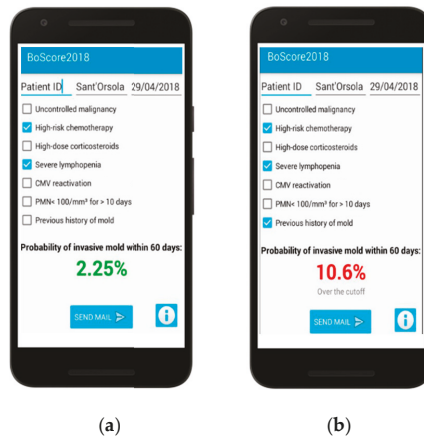 BoScore2018
Patient ID Sant'Orsola 29/04/2018
Uncontrolled malignancy
High-risk chemotherapy
High-dose corticosteroids
Severe lymphopenia
CMV reactivation
PMN< 100/mm³ for > 10 days
Previous history of mold
Probability of invasive mold within 60 days:
2.25%
SEND MAIL
(a)
BoScore2018
Patient ID Sant'Orsola 29/04/2018
Uncontrolled malignancy
High-risk chemotherapy
High-dose corticosteroids
Severe lymphopenia
CMV reactivation
PMN< 100/mm³ for > 10 days
Previous history of mold
Probability of invasive mold within 60 days:
10.6%
Over the cutoff
SEND MAIL
(b)